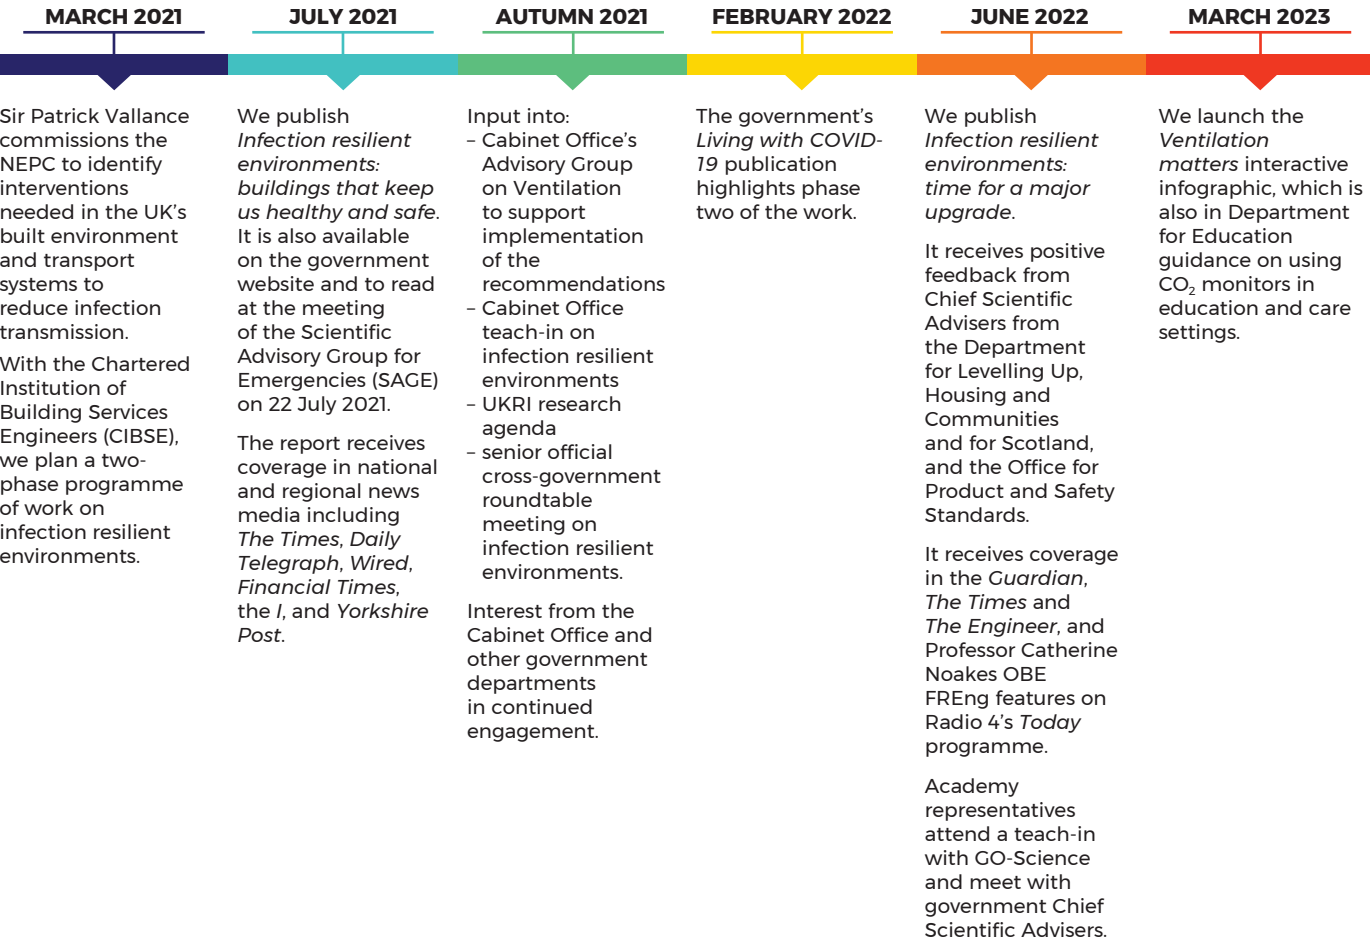 MARCH 2021
Sir Patrick Vallance
commissions the
NEPC to identify
interventions
needed in the UK’s
built environment
and transport
systems to
reduce infection
transmission.
With the Chartered
Institution of
Building Services
Engineers (CIBSE),
we plan a two-
phase programme
of work on
infection resilient
environments.
JULY 2021
We publish
Infection resilient
environments:
buildings that keep
us healthy and safe.
It is also available
on the government
website and to read
at the meeting
of the Scientific
Advisory Group for
Emergencies (SAGE)
on 22 July 2021.
The report receives
coverage in national
and regional news
media including
The Times, Daily
Telegraph, Wired,
Financial Times,
the I, and Yorkshire
Post.
AUTUMN 2021
Input into:
– Cabinet Office’s
Advisory Group
on Ventilation
to support
implementation
of the
recommendations
– Cabinet Office
teach-in on
infection resilient
environments
– UKRI research
agenda
– senior official
cross-government
roundtable
meeting on
infection resilient
environments.
Interest from the
Cabinet Office and
other government
departments
in continued
engagement.
FEBRUARY 2022
The government’s
Living with COVID-
19 publication
highlights phase
two of the work.
JUNE 2022
We publish
Infection resilient
environments:
time for a major
upgrade.
It receives positive
feedback from
Chief Scientific
Advisers from
the Department
for Levelling Up,
Housing and
Communities
and for Scotland,
and the Office for
Product and Safety
Standards.
It receives coverage
in the Guardian,
The Times and
The Engineer, and
Professor Catherine
Noakes OBE
FREng features on
Radio 4’s Today
programme.
Academy
representatives
attend a teach-in
with GO-Science
and meet with
government Chief
Scientific Advisers.
MARCH 2023
We launch the
Ventilation
matters interactive
infographic, which is
also in Department
for Education
guidance on using
CO₂ monitors in
education and care
settings.